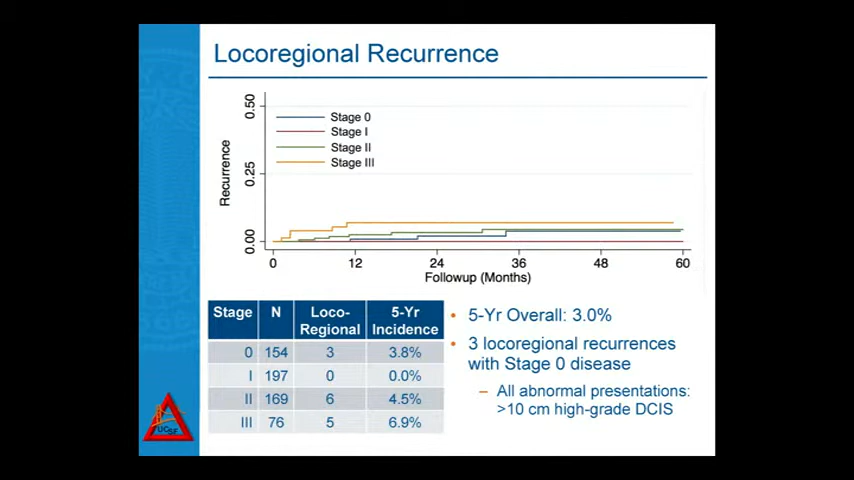 Locoregional Recurrence
Recurrence
0.50
0.25
0.00
Stage 0
Stage I
Stage II
Stage III
0 12 24 36 48 60
Followup (Months)
Stage N Loco-Regional 5-Yr Incidence
0 154 3 3.8%
I 197 0 0.0%
II 169 6 4.5%
III 76 5 6.9%
• 5-Yr Overall: 3.0%
• 3 locoregional recurrences
with Stage 0 disease
– All abnormal presentations:
>10 cm high-grade DCIS
UCSF